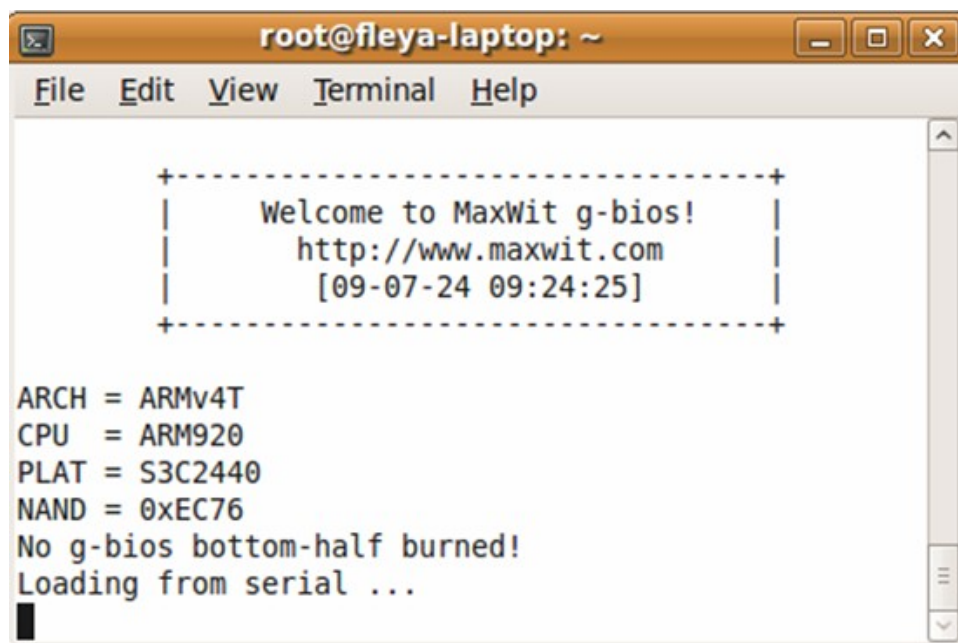 root@fleya-laptop: ~
File Edit View Terminal Help
+----------------------------------+
| Welcome to MaxWit g-bios! |
| http://www.maxwit.com |
| [09-07-24 09:24:25] |
+----------------------------------+
ARCH = ARMv4T
CPU = ARM920
PLAT = S3C2440
NAND = 0xEC76
No g-bios bottom-half burned!
Loading from serial ...